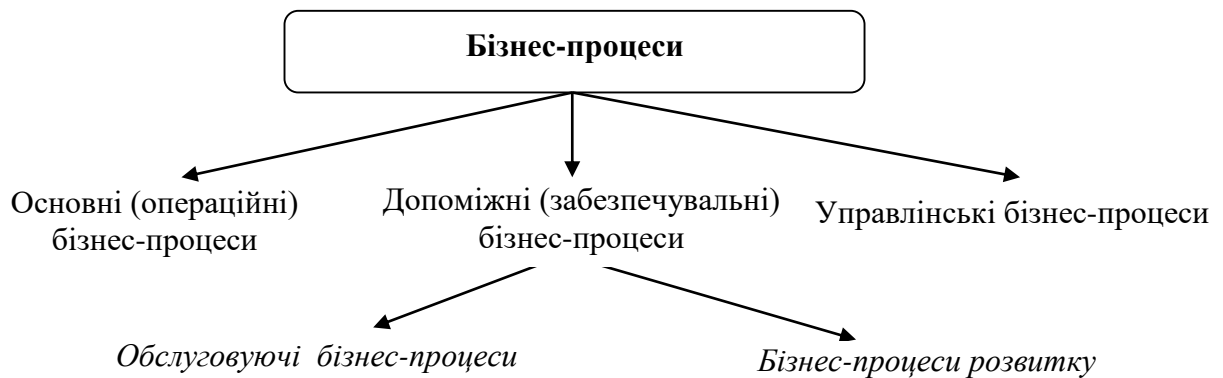 Бізнес-процеси
Основні (операційні)
бізнес-процеси
Допоміжні (забезпечувальні)
бізнес-процеси
Управлінські бізнес-процеси
Обслуговуючі бізнес-процеси
Бізнес-процеси розвитку